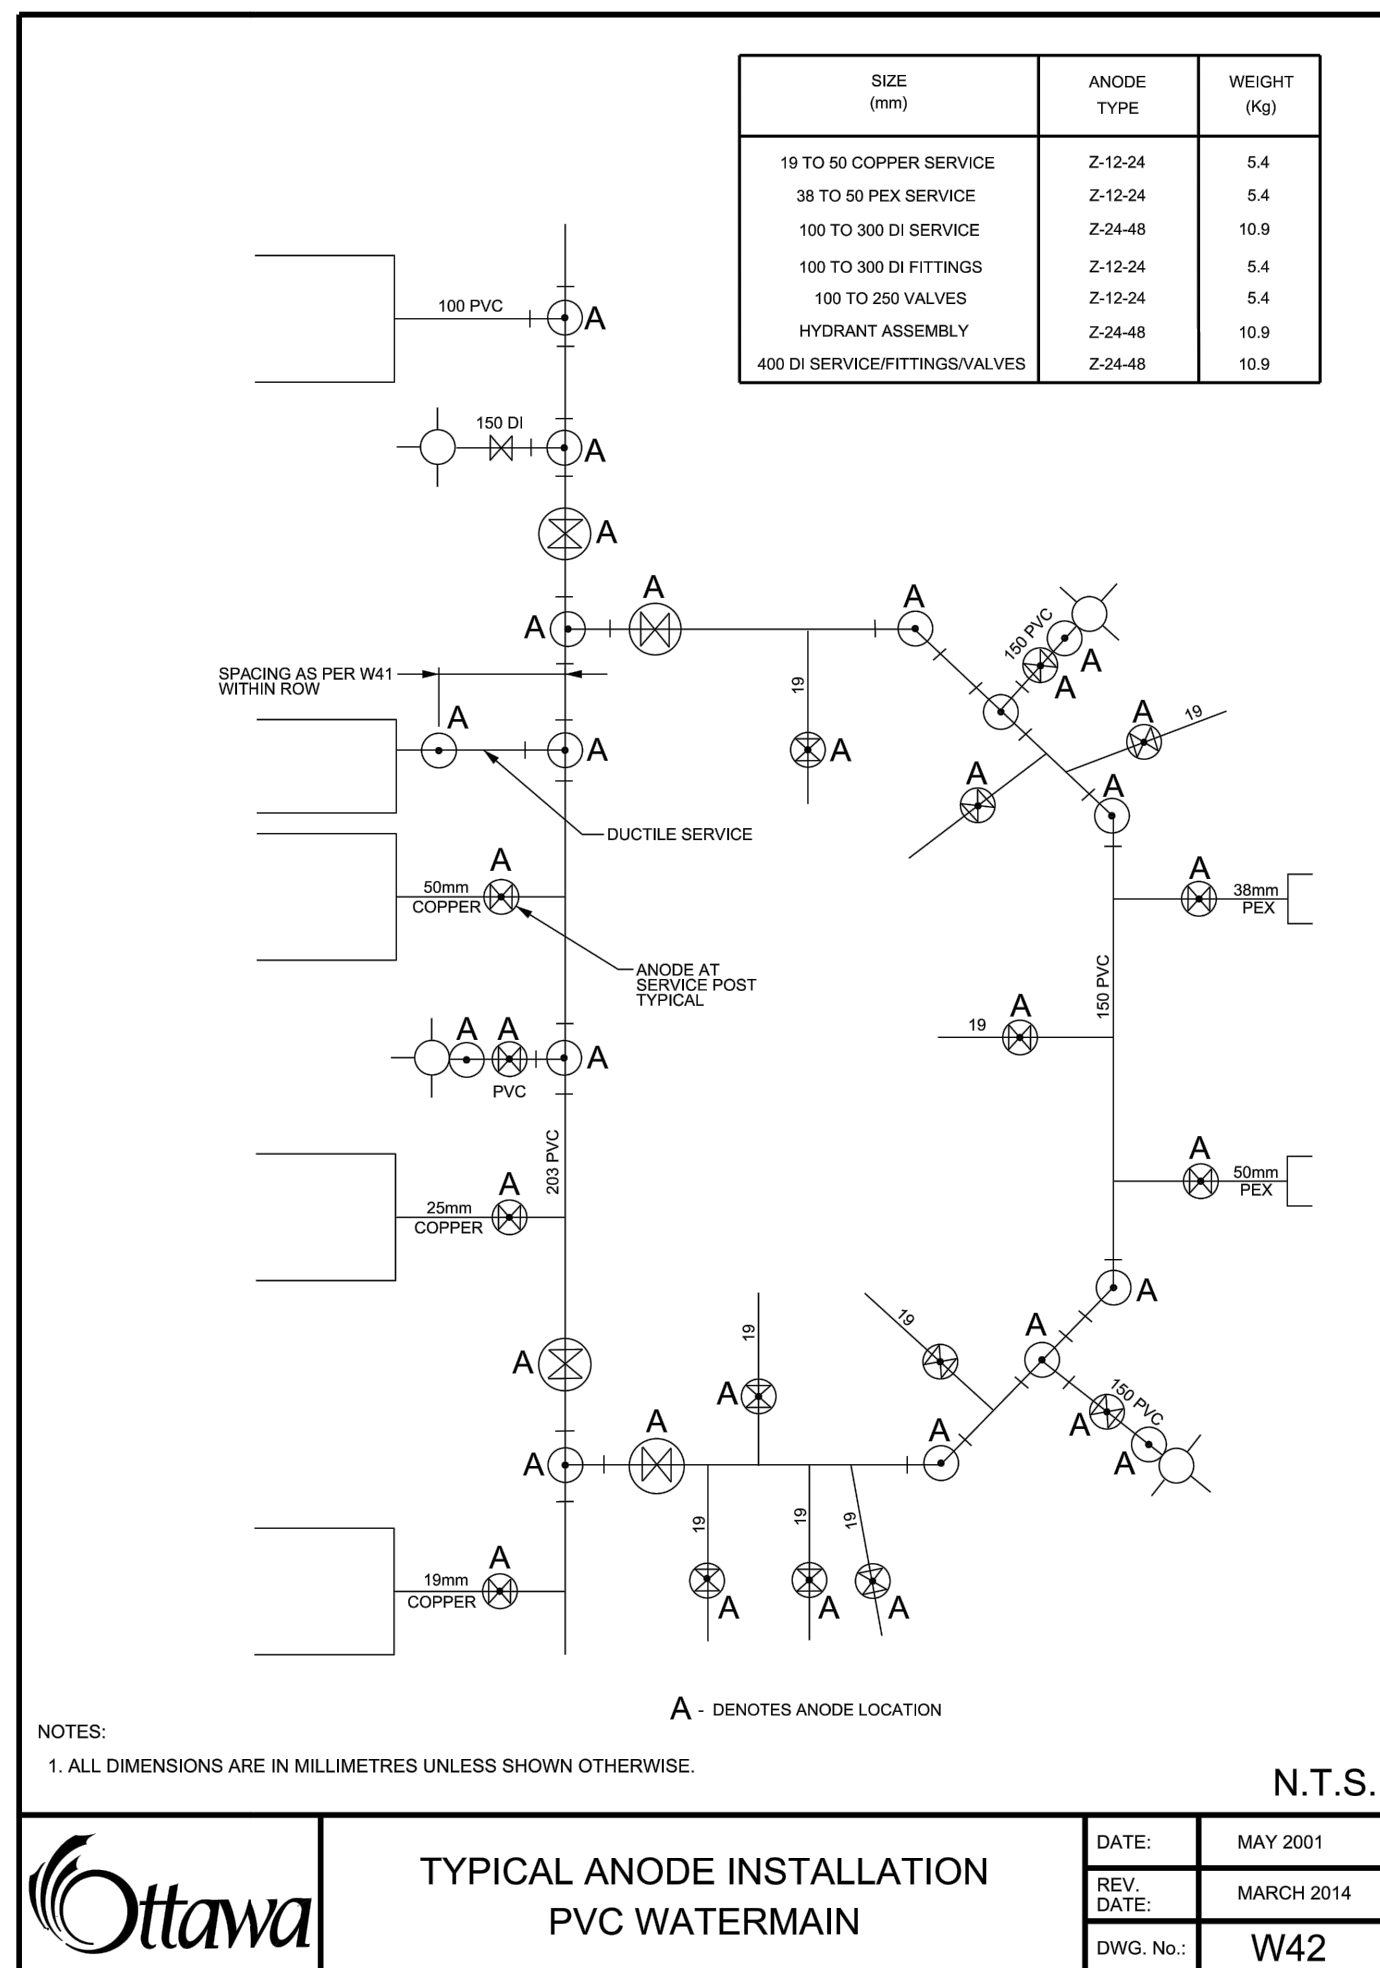 SIZE
(mm)
ANODE
TYPE
WEIGHT
(Kg)
19 TO 50 COPPER SERVICE Z-12-24 5.4
38 TO 50 PEX SERVICE Z-12-24 5.4
100 TO 300 DI SERVICE Z-24-48 10.9
100 TO 300 DI FITTINGS Z-12-24 5.4
100 TO 250 VALVES Z-12-24 5.4
HYDRANT ASSEMBLY Z-24-48 10.9
400 DI SERVICE/FITTINGS/VALVES Z-24-48 10.9
100 PVC
A
150 DI
A
A
A
A
A
150 PVC
A
A
SPACING AS PER W41
WITHIN ROW
19
A
A
A
A
A
19
A
A
DUCTILE SERVICE
50mm
COPPER
A
A
38mm
PEX
ANODE AT
SERVICE POST
TYPICAL
150 PVC
19
A
A
A
A
PVC
203 PVC
25mm
COPPER
A
A
50mm
PEX
A
19
19
A
A
A
A
150 PVC
A
A
A
A
A
19
19
19
A
A
A
19mm
COPPER
A
A - DENOTES ANODE LOCATION
NOTES:
1. ALL DIMENSIONS ARE IN MILLIMETRES UNLESS SHOWN OTHERWISE.
N.T.S.
Ottawa
TYPICAL ANODE INSTALLATION
PVC WATERMAIN
DATE: MAY 2001
REV.
DATE:
MARCH 2014
DWG. No.: W42